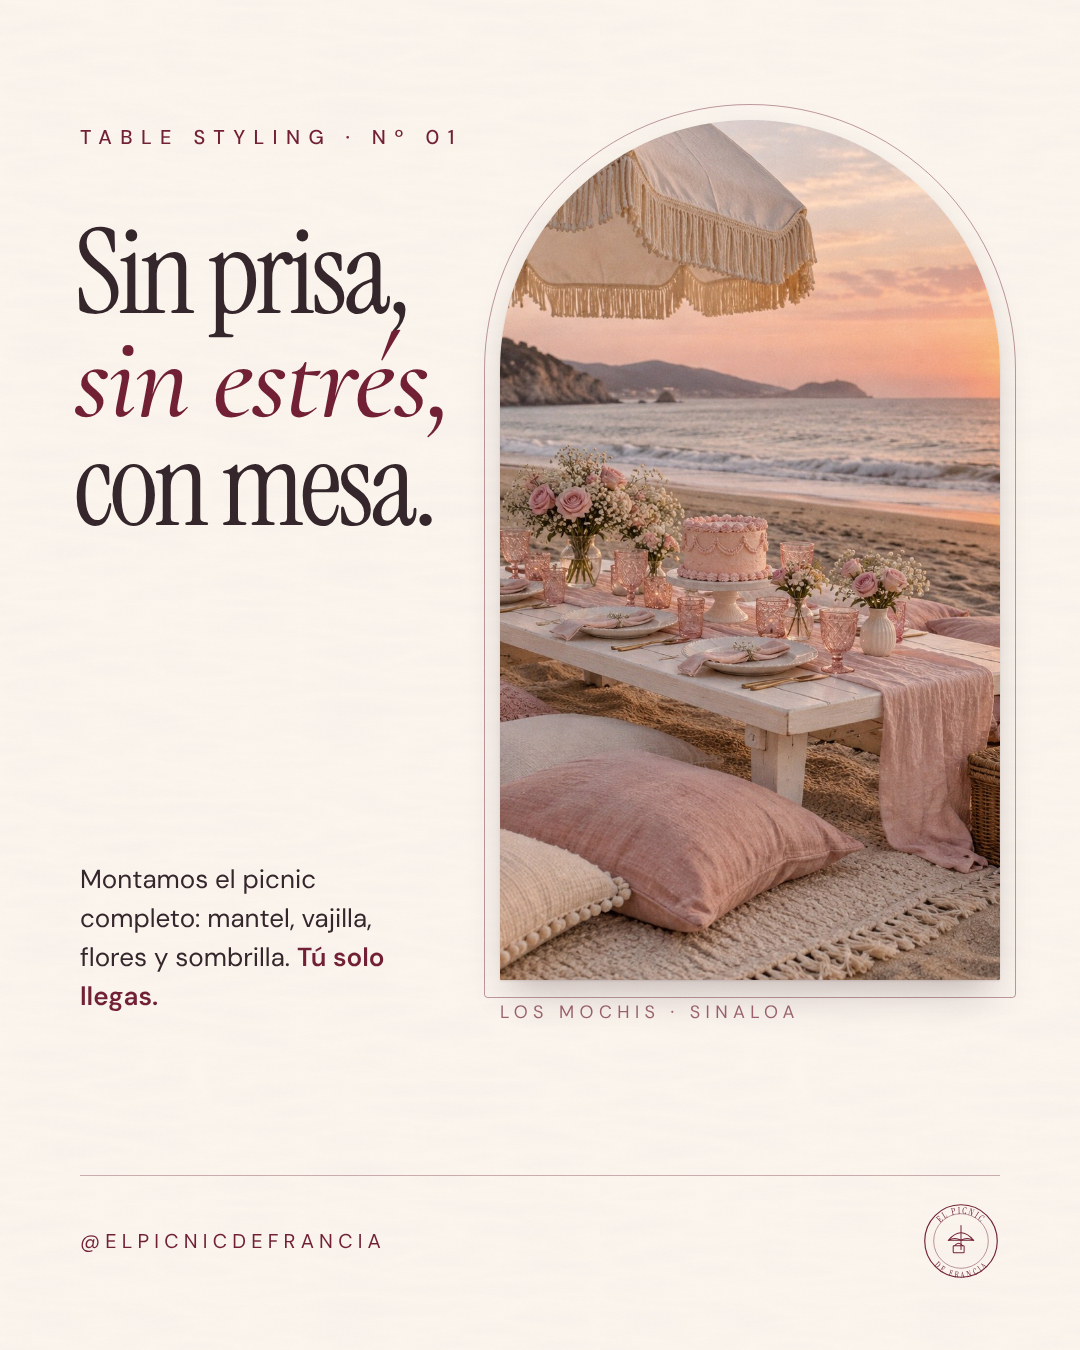 TABLE STYLING · Nº 01
Sin prisa,
sin estrés,
con mesa.
Montamos el picnic
completo: mantel, vajilla,
flores y sombrilla. Tú solo
llegas.
LOS MOCHIS · SINALOA
@ELPICNICDEFRANCIA
EL PICNIC
DE FRANCIA